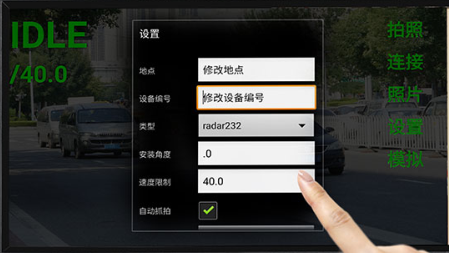 IDLE
/40.0
设置
地点 修改地点
设备编号 修改设备编号
类型 radar232
安装角度 .0
速度限制 40.0
自动抓拍
拍照
连接
照片
设置
模拟